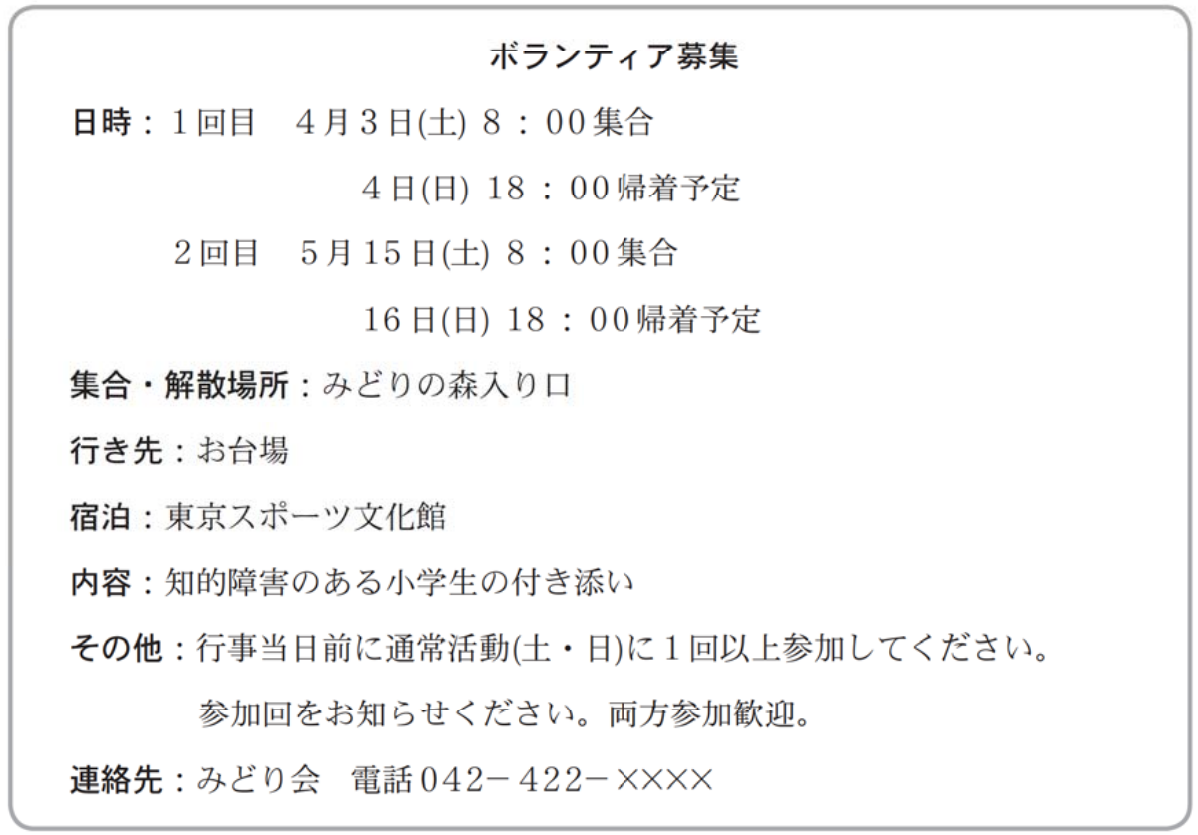 ボランティア募集
日時：１回目　４月３日(土) 8：00集合
４日(日) 18：00帰着予定
２回目　５月15日(土) 8：00集合
16日(日) 18：00帰着予定
集合・解散場所：みどりの森入り口
行き先：お台場
宿泊：東京スポーツ文化館
内容：知的障害のある小学生の付き添い
その他：行事当日前に通常活動(土・日)に１回以上参加してください。
参加回をお知らせください。両方参加歓迎。
連絡先：みどり会　電話042－422－××××